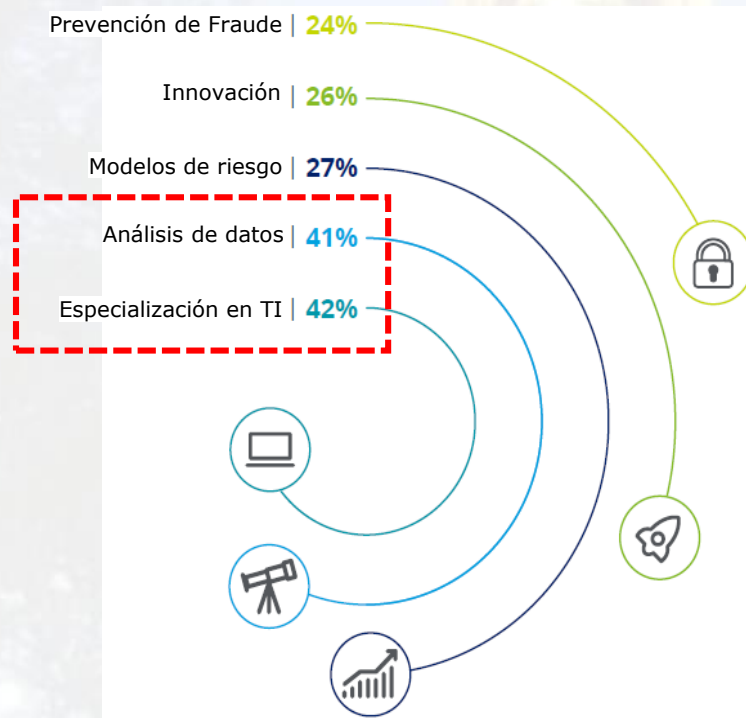 Prevención de Fraude | 24%
Innovación | 26%
Modelos de riesgo | 27%
Análisis de datos | 41%
Especialización en TI | 42%